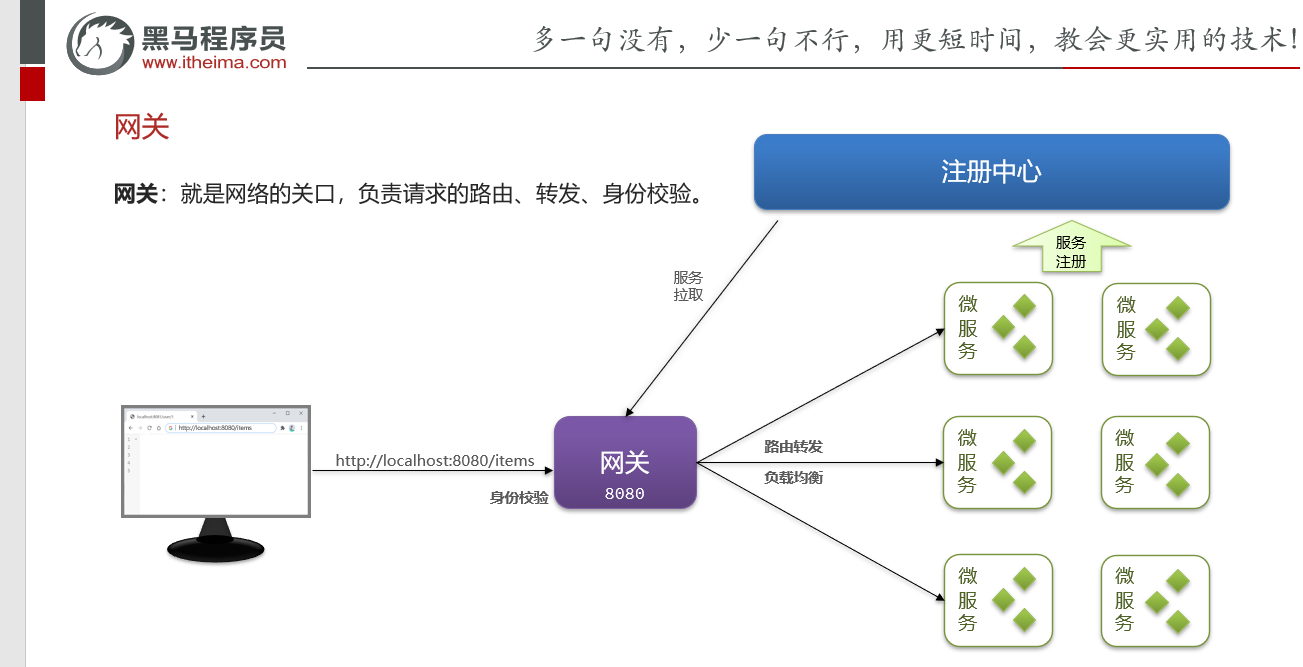 黑马程序员
www.itheima.com
多一句没有，少一句不行，用更短时间，教会更实用的技术！
网关
网关：就是网络的关口，负责请求的路由、转发、身份校验。
注册中心
服务
注册
服务
拉取
微
服
务
微
服
务
http://localhost:8080/items
http://localhost:8080/items
身份校验
网关
8080
路由转发
负载均衡
微
服
务
微
服
务
微
服
务
微
服
务